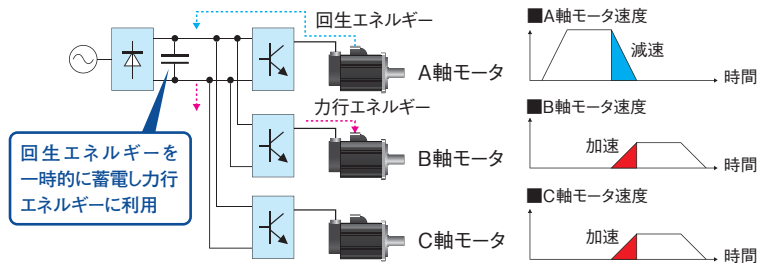 回生エネルギー
A軸モータ
力行エネルギー
B軸モータ
C軸モータ
回生エネルギーを
一時的に蓄電し力行
エネルギーに利用
■A軸モータ速度
減速
時間
■B軸モータ速度
加速
時間
■C軸モータ速度
加速
時間